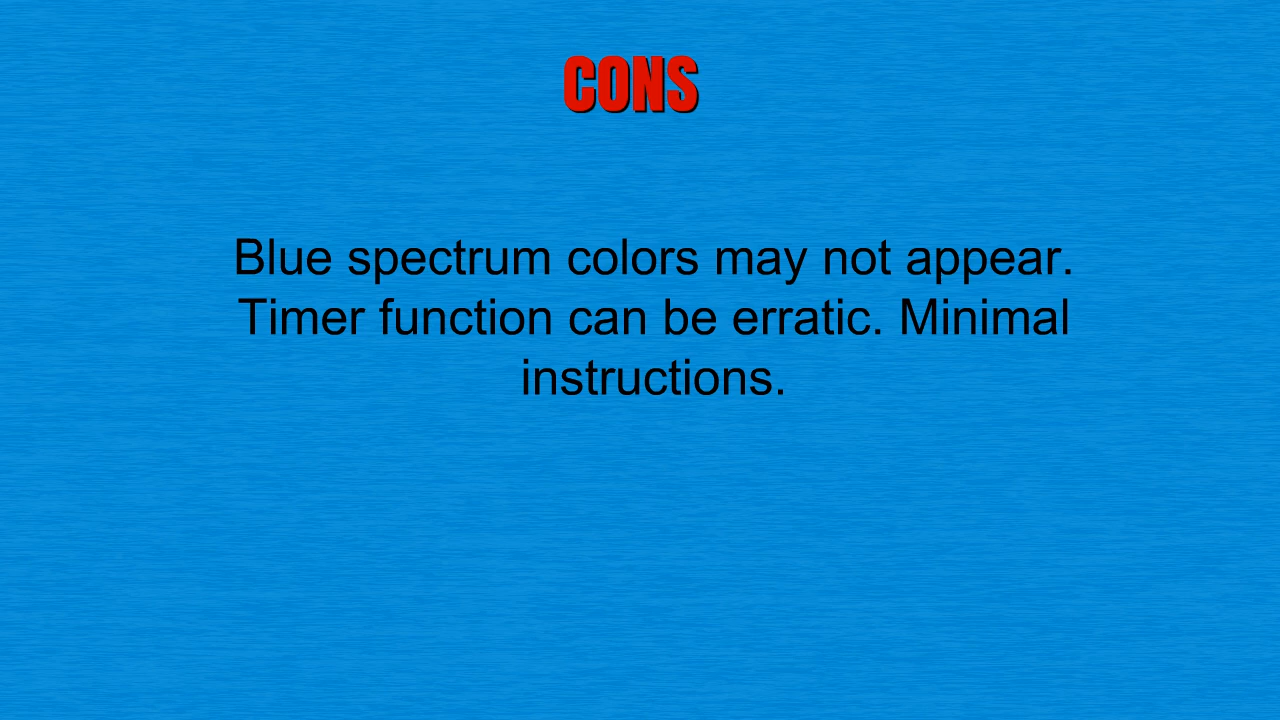 CONS
Blue spectrum colors may not appear.
Timer function can be erratic. Minimal
instructions.